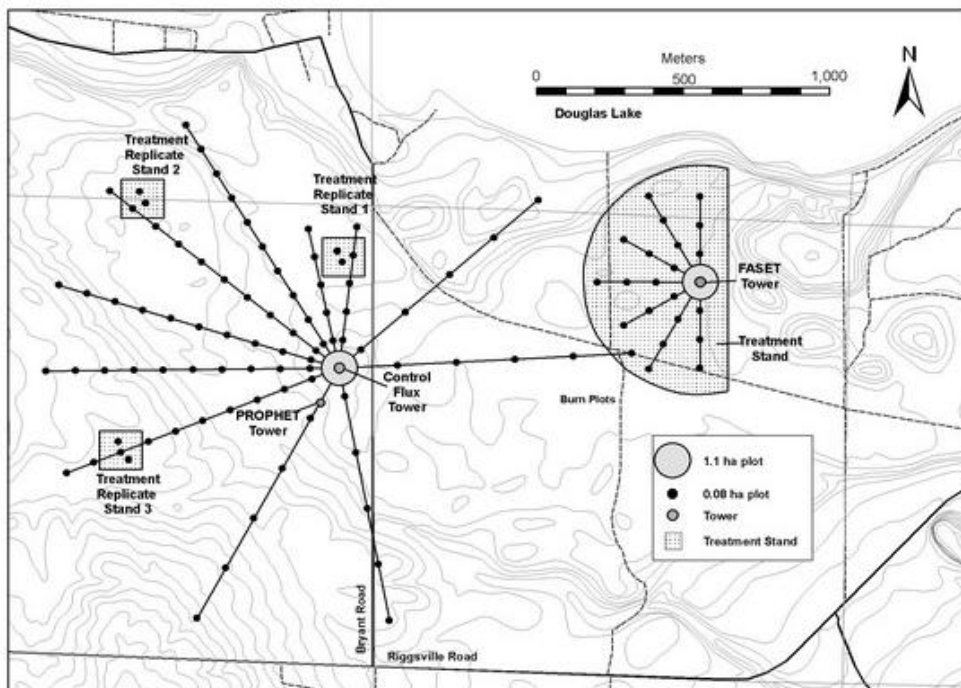 N
Meters
0
500
1,000
Douglas Lake
Treatment
Replicate
Stand 2
Treatment
Replicate
Stand 1
FASET
Tower
Treatment
Stand
Control
Flux
Tower
PROPHET
Tower
Burn Plots
Treatment
Replicate
Stand 3
1.1 ha plot
0.08 ha plot
Tower
Treatment Stand
Bryant Road
Riggsville Road